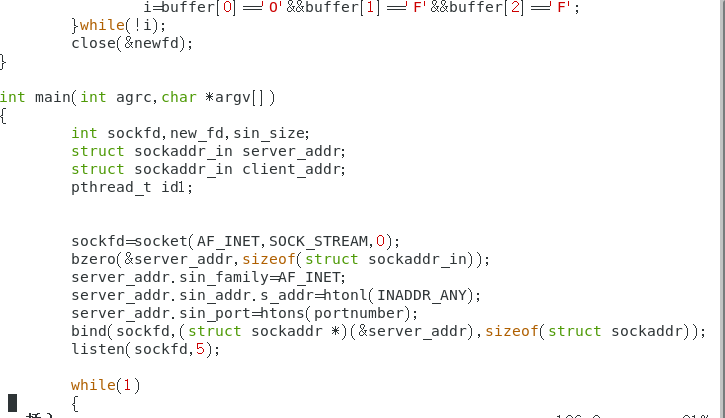 i=buffer[0]=='O'&&buffer[1]=='F'&&buffer[2]=='F';
}while(!i);
close(&newfd);
}
int main(int agrc,char *argv[])
{
int sockfd,new_fd,sin_size;
struct sockaddr_in server_addr;
struct sockaddr_in client_addr;
pthread_t id1;
sockfd=socket(AF_INET,SOCK_STREAM,0);
bzero(&server_addr,sizeof(struct sockaddr_in));
server_addr.sin_family=AF_INET;
server_addr.sin_addr.s_addr=htonl(INADDR_ANY);
server_addr.sin_port=htons(portnumber);
bind(sockfd,(struct sockaddr *)(&server_addr),sizeof(struct sockaddr));
listen(sockfd,5);
while(1)
{